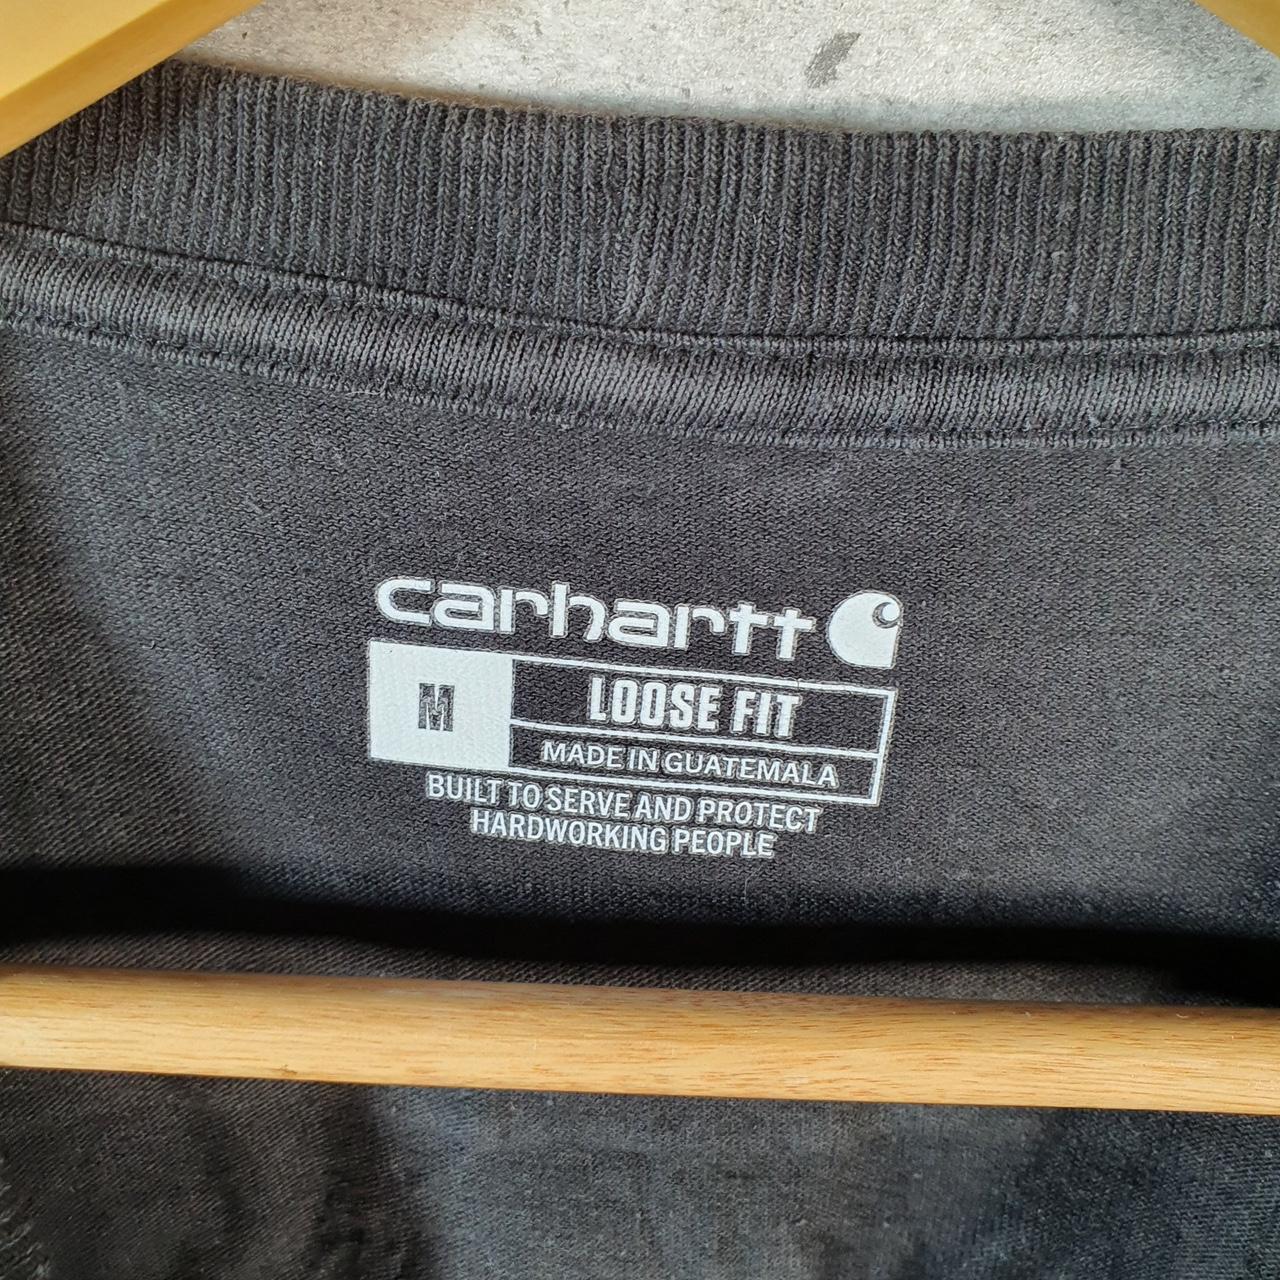 carhartt
M
LOOSE FIT
MADE IN GUATEMALA
BUILT TO SERVE AND PROTECT
HARDWORKING PEOPLE